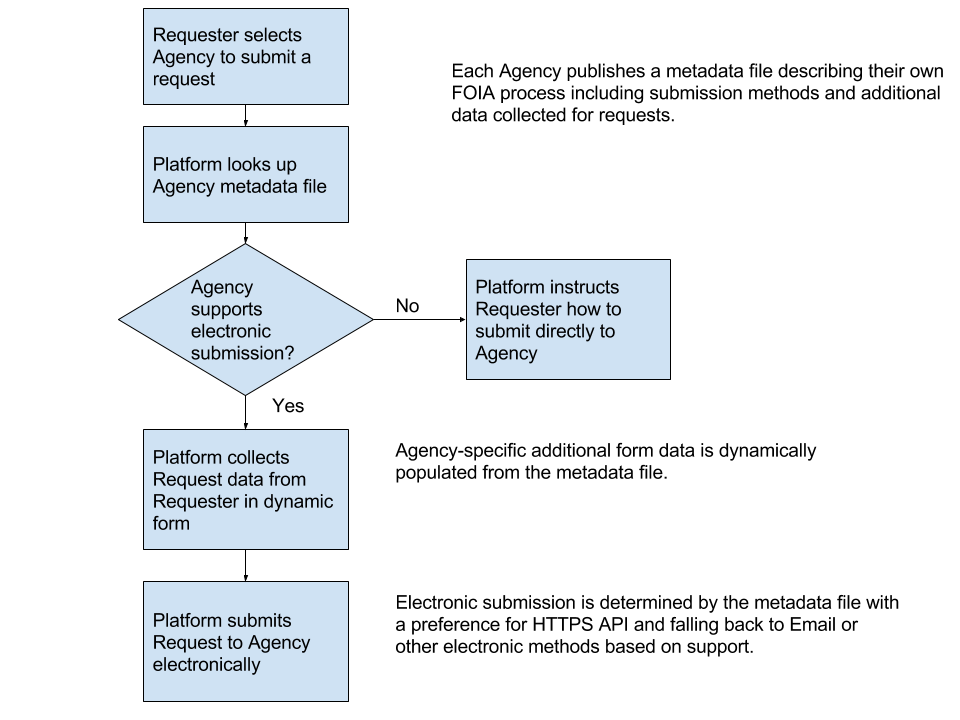 Requester selects
Agency to submit a
request
Each Agency publishes a metadata file describing their own
FOIA process including submission methods and additional
data collected for requests.
Platform looks up
Agency metadata file
Agency
supports
electronic
submission?
No
Platform instructs
Requester how to
submit directly to
Agency
Yes
Platform collects
Request data from
Requester in dynamic
form
Agency-specific additional form data is dynamically
populated from the metadata file.
Platform submits
Request to Agency
electronically
Electronic submission is determined by the metadata file with
a preference for HTTPS API and falling back to Email or
other electronic methods based on support.